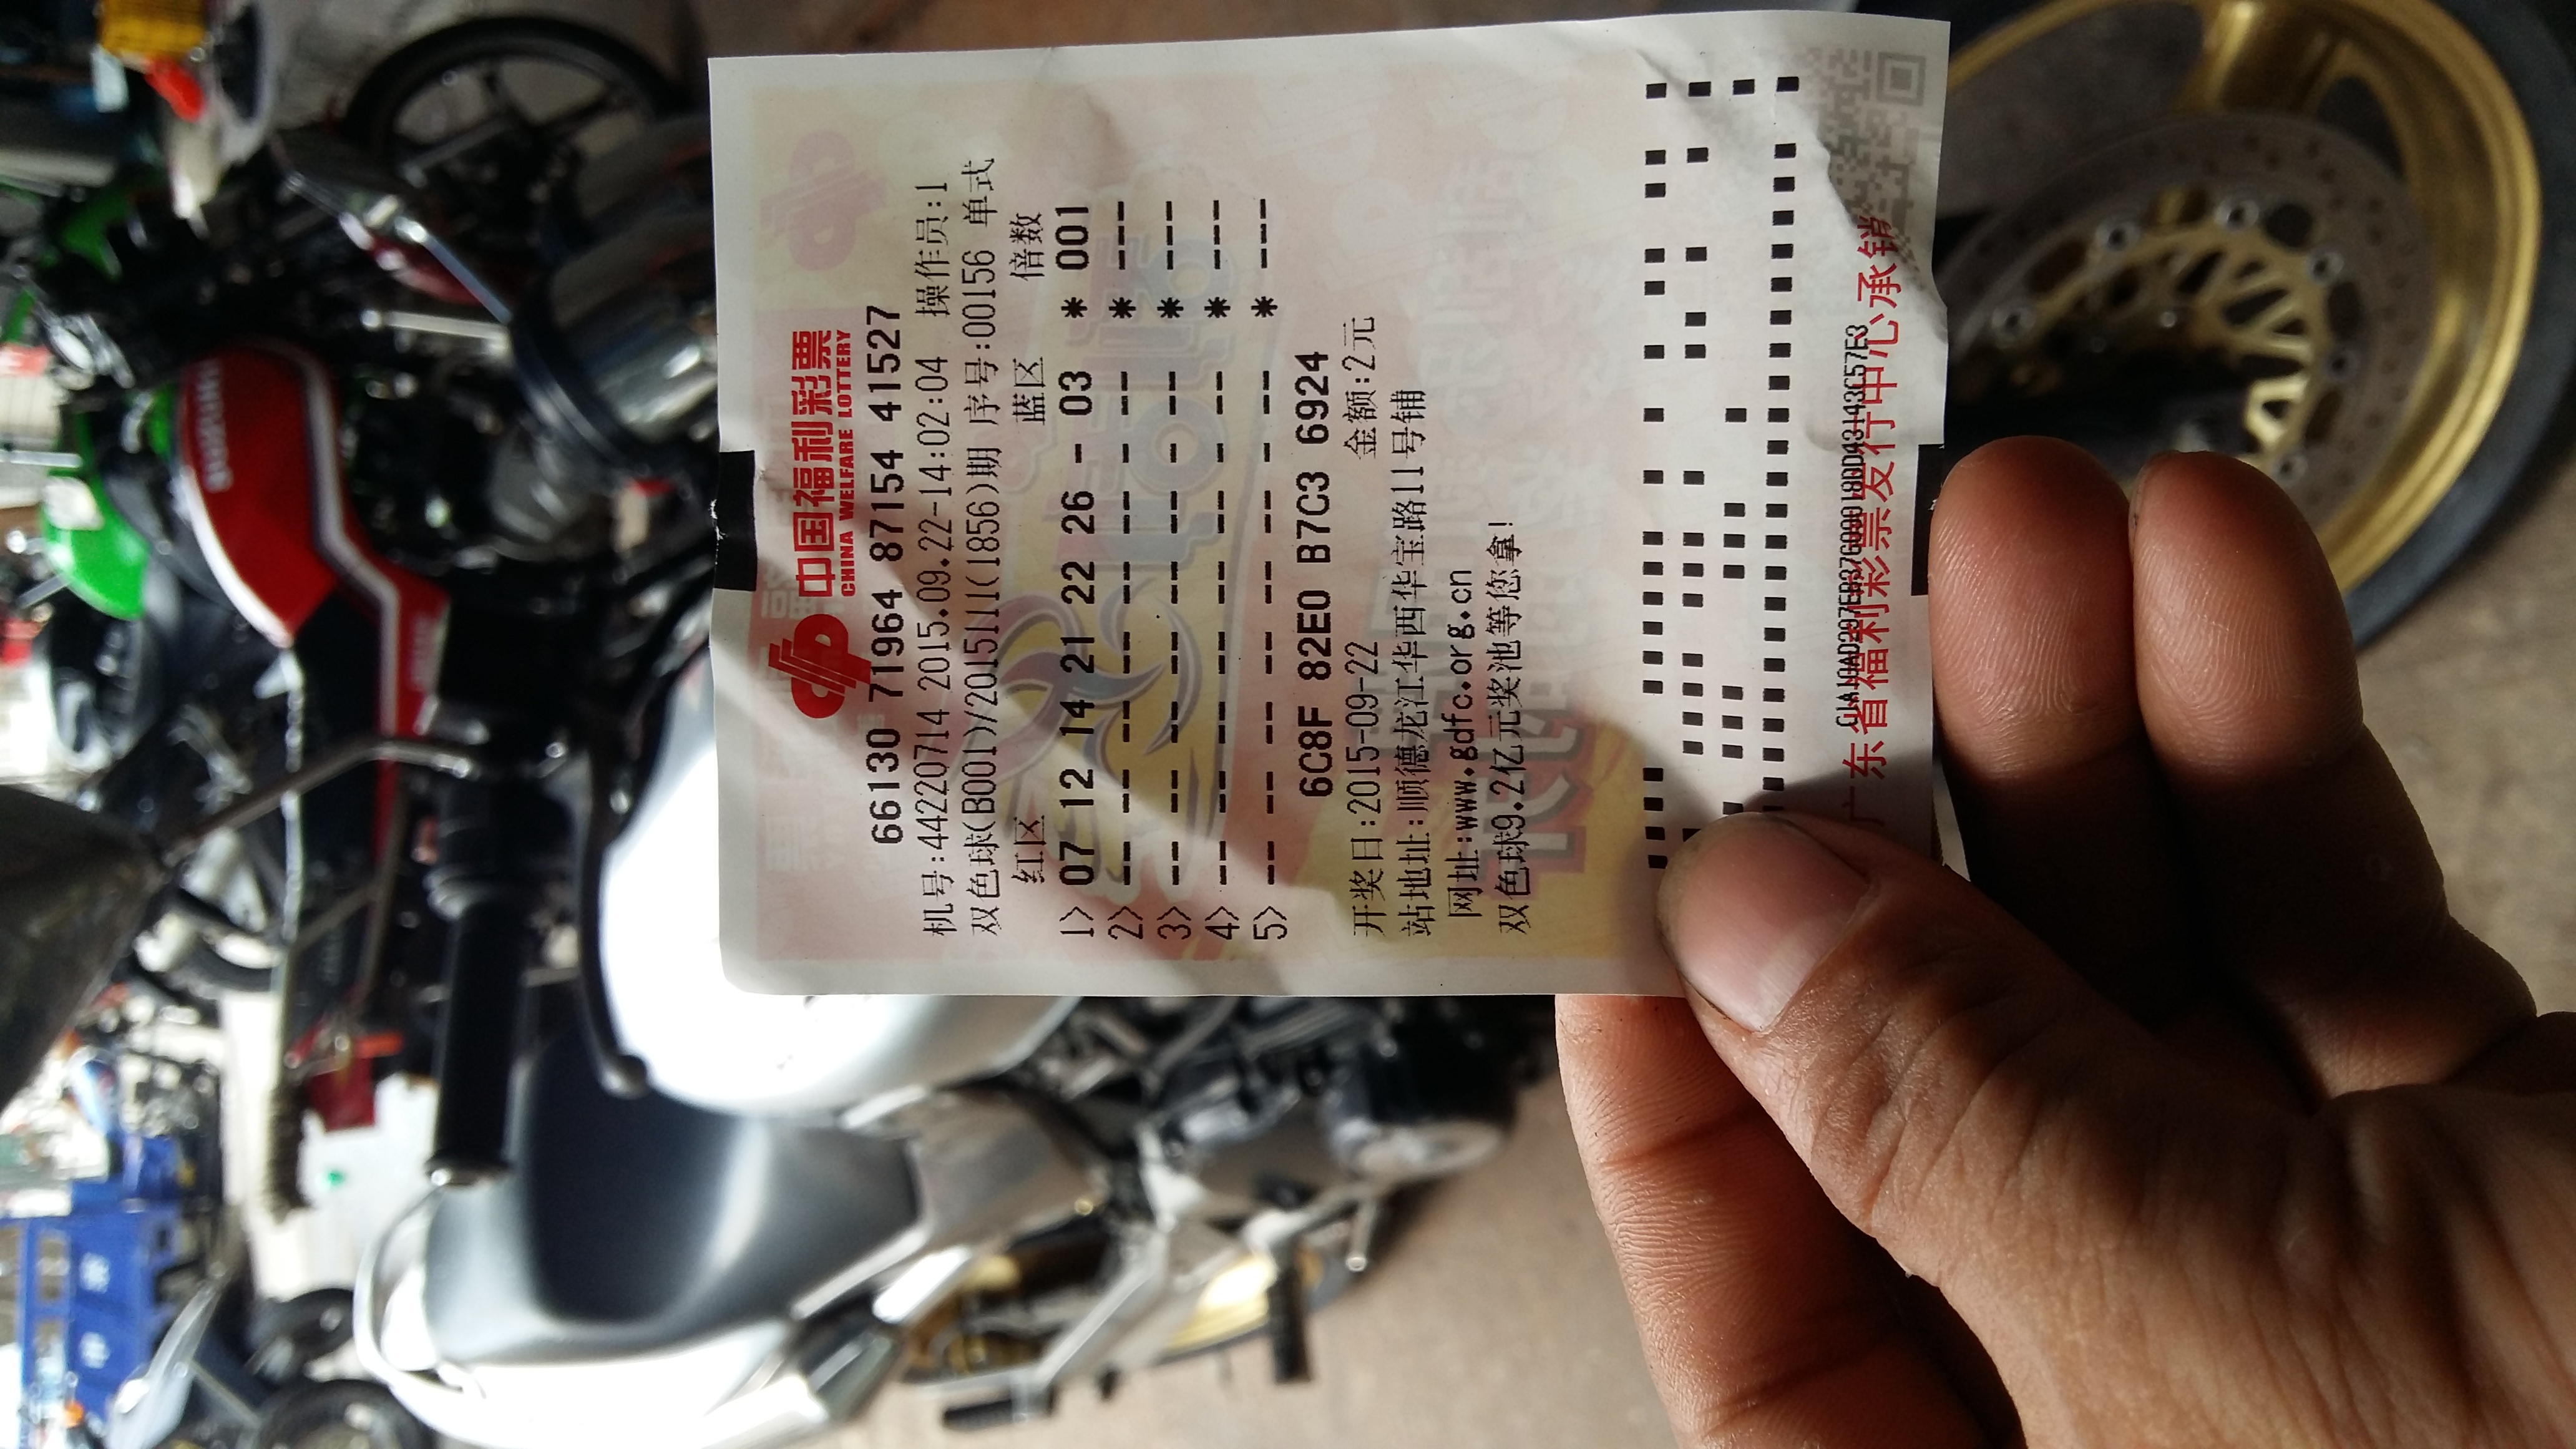 中国福利彩票
CHINA WELFARE LOTTERY
66130 71964 87154 41527
机号:44220714 2015.09.22-14:02:04 操作员:1
双色球(B001)/2015111(1856)期 序号:00156 单式
红区 蓝区 倍数
1> 07 12 14 21 22 26 - 03 * 001
2> -- -- -- -- -- -- - -- * ---
3> -- -- -- -- -- -- - -- * ---
4> -- -- -- -- -- -- - -- * ---
5> -- -- -- -- -- -- - -- * ---
6C8F 82E0 B7C3 6924
开奖日:2015-09-22 金额:2元
站地址:顺德龙江华西华宝路11号铺
网址:www.gdfc.org.cn
双色球9.2亿元奖池等您拿!
广东省福利彩票发行中心承销
SUZUKI